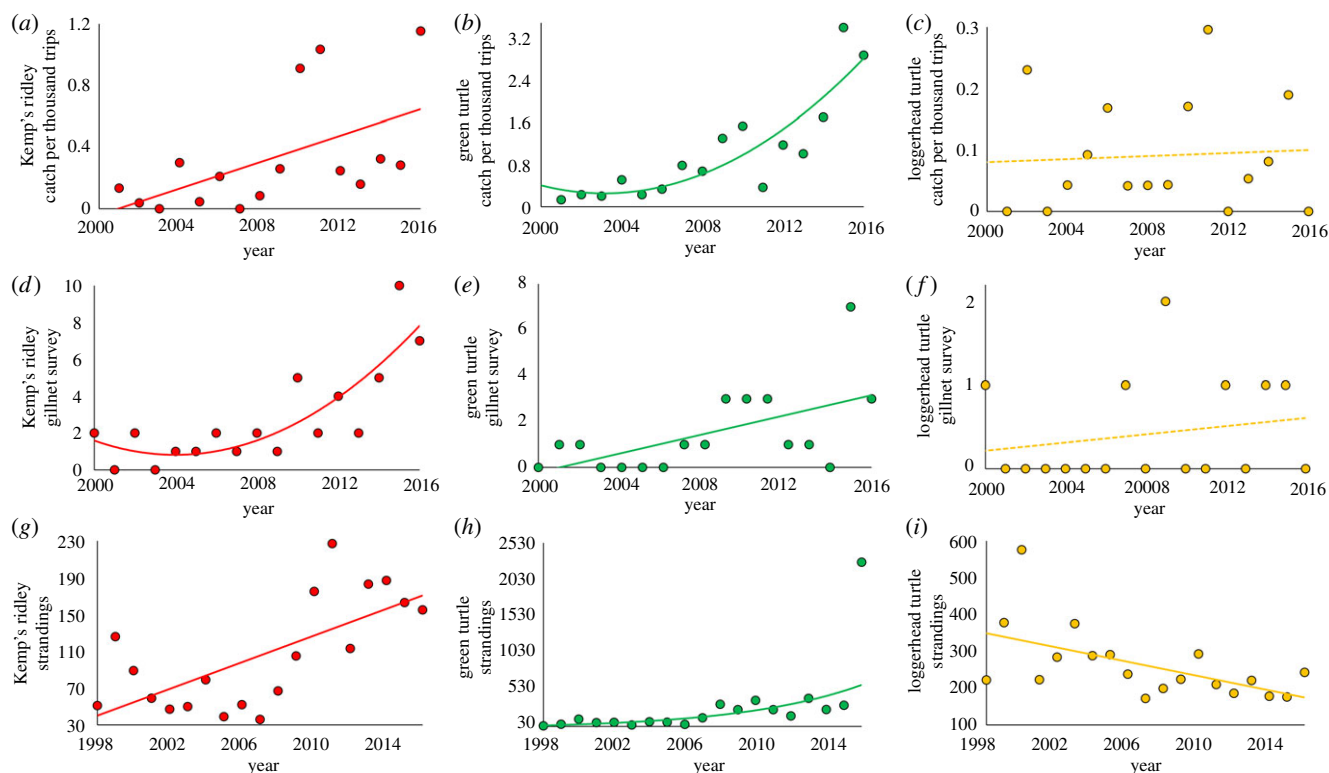 (a)
Kemp's ridley
catch per thousand trips
1.2
0.8
0.4
0
2000 2004 2008 2012 2016
year
(b)
green turtle
catch per thousand trips
3.2
2.4
1.6
0.8
0
2000 2004 2008 2012 2016
year
(c)
loggerhead turtle
catch per thousand trips
0.3
0.2
0.1
0
2000 2004 2008 2012 2016
year
(d)
Kemp's ridley
gillnet survey
10
8
6
4
2
0
2000 2004 2008 2012 2016
year
(e)
green turtle
gillnet survey
8
6
4
2
0
2000 2004 2008 2012 2016
year
(f)
loggerhead turtle
gillnet survey
2
1
0
2000 2004 20008 2012 2016
year
(g)
Kemp's ridley
strandings
230
190
150
110
70
30
1998 2002 2006 2010 2014
year
(h)
green turtle
strandings
2530
2030
1530
1030
530
30
1998 2002 2006 2010 2014
year
(i)
loggerhead turtle
strandings
600
500
400
300
200
100
1998 2002 2006 2010 2014
year